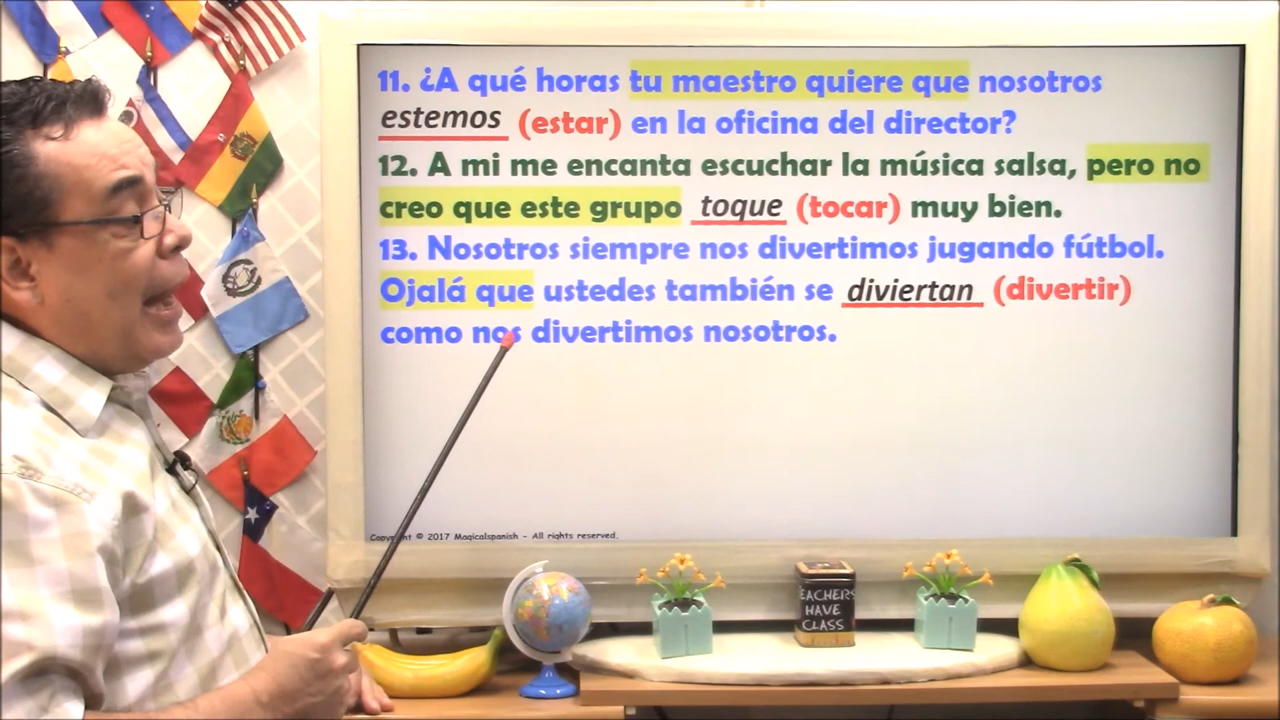 11. ¿A qué horas tu maestro quiere que nosotros
estemos (estar) en la oficina del director?
12. A mi me encanta escuchar la música salsa, pero no
creo que este grupo toque (tocar) muy bien.
13. Nosotros siempre nos divertimos jugando fútbol.
Ojalá que ustedes también se diviertan (divertir)
como nos divertimos nosotros.
Copyright © 2017 Magicalspanish - All rights reserved.
TEACHERS
HAVE
CLASS